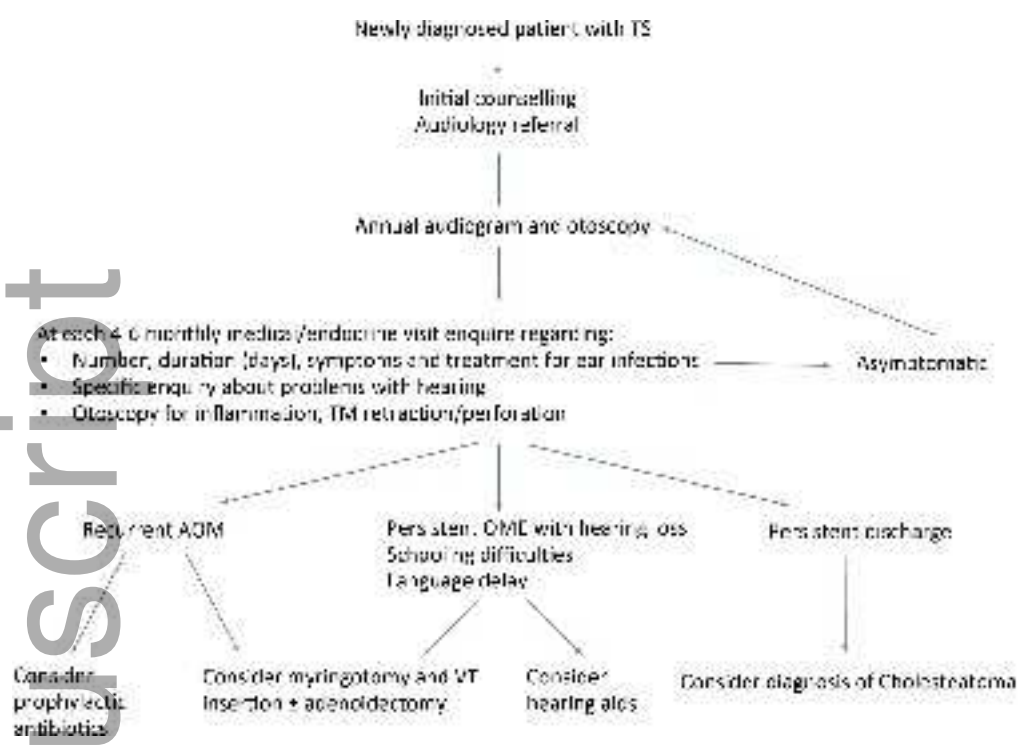 Newly diagnosed patient with TS
Initial counselling
Audiology referral
Annual audiogram and otoscopy
At each 4-6 monthly medical/endocrine visit enquire regarding:
• Number, duration (days), symptoms and treatment for ear infections
• Specific enquiry about problems with hearing
• Otoscopy for inflammation, TM retraction/perforation
Asymptomatic
Recurrent AOM
Persistent OME with hearing loss
Schooling difficulties
Language delay
Persistent discharge
Consider
prophylactic
antibiotics
Consider myringotomy and VT
insertion + adenoidectomy
Consider
hearing aids
Consider diagnosis of Cholesteatoma
uscript